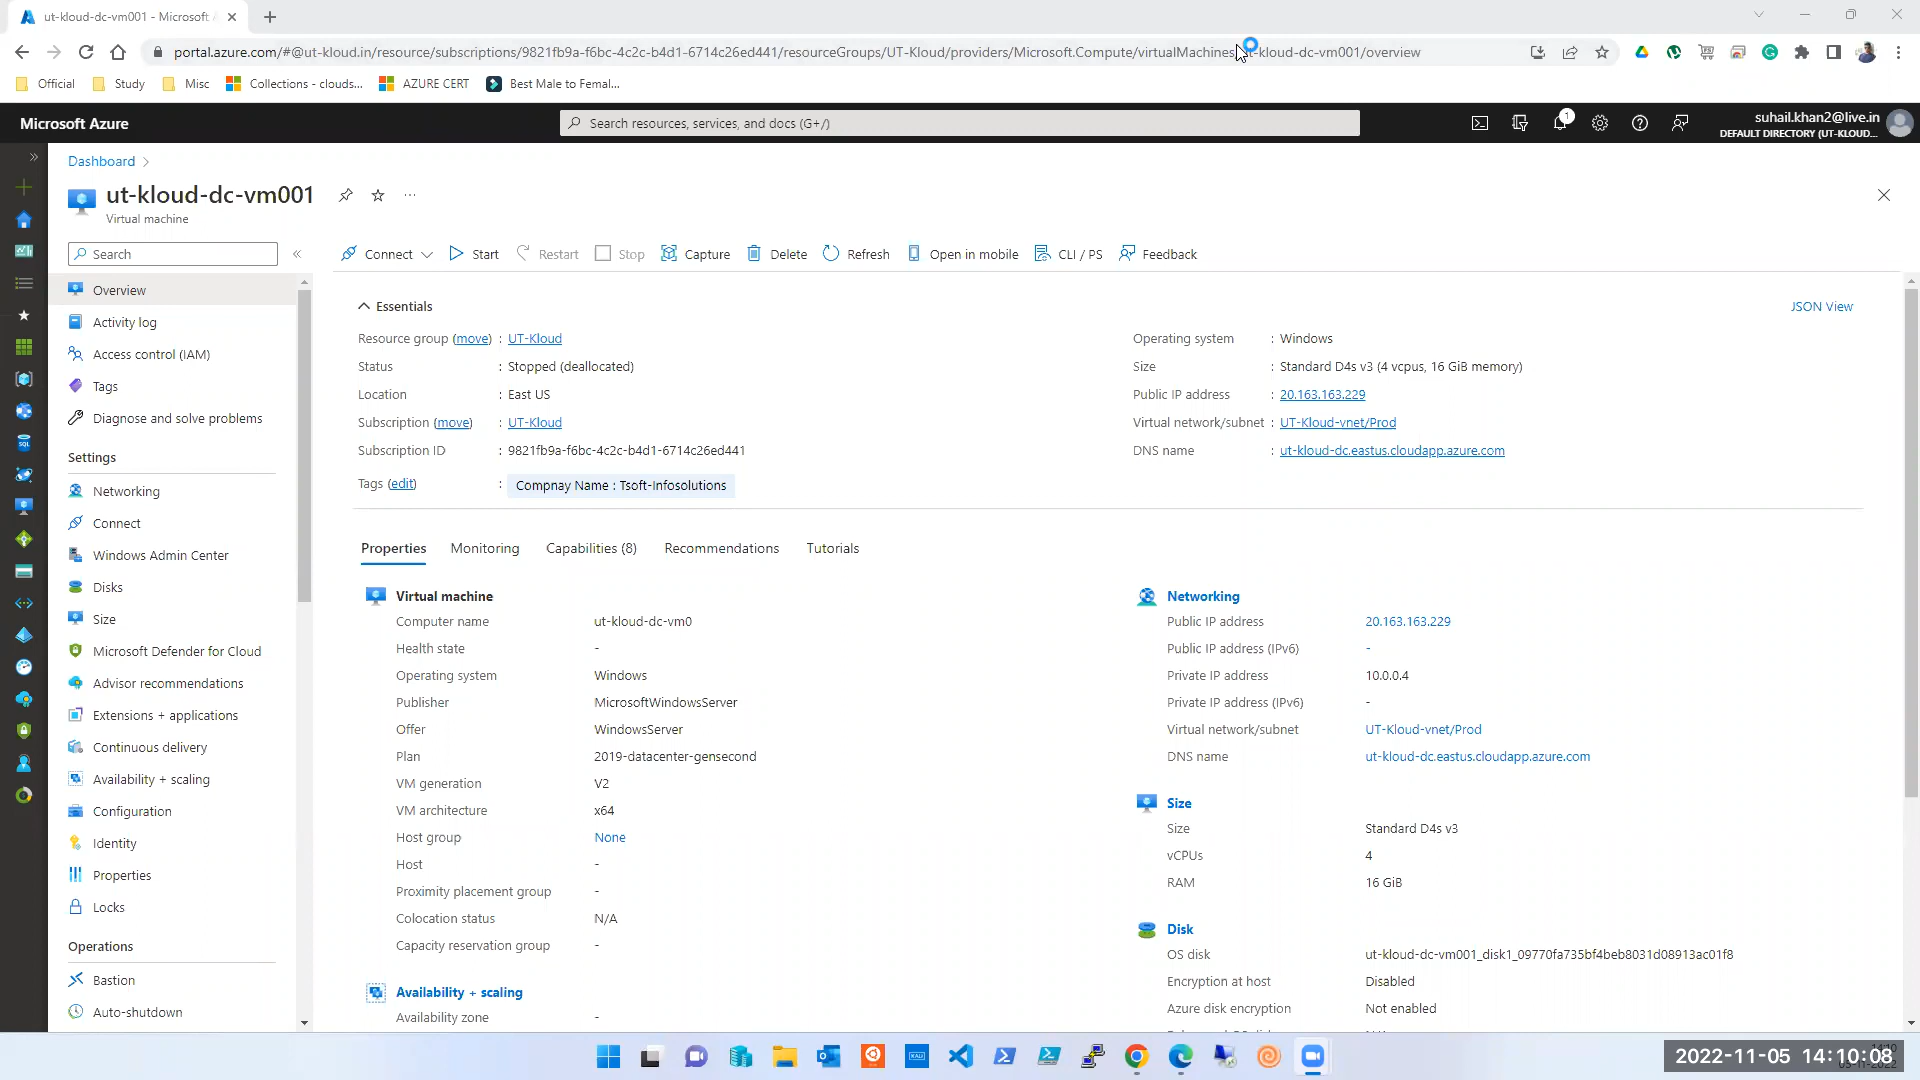 ut-kloud-dc-vm001 - Microsoft A
portal.azure.com/#@ut-kloud.in/resource/subscriptions/9821fb9a-f6bc-4c2c-b4d1-6714c26ed441/resourceGroups/UT-Kloud/providers/Microsoft.Compute/virtualMachines/ut-kloud-dc-vm001/overview
Official
Study
Misc
Collections - clouds...
AZURE CERT
Best Male to Femal...
Microsoft Azure
Search resources, services, and docs (G+/)
1
suhail.khan2@live.in
DEFAULT DIRECTORY (UT-KLOUD....
Dashboard
ut-kloud-dc-vm001
Virtual machine
Search
Connect
Start
Restart
Stop
Capture
Delete
Refresh
Open in mobile
CLI / PS
Feedback
Overview
Activity log
Access control (IAM)
Tags
Diagnose and solve problems
Settings
Networking
Connect
Windows Admin Center
Disks
Size
Microsoft Defender for Cloud
Advisor recommendations
Extensions + applications
Continuous delivery
Availability + scaling
Configuration
Identity
Properties
Locks
Operations
Bastion
Auto-shutdown
Essentials
JSON View
Resource group (move) : UT-Kloud
Status : Stopped (deallocated)
Location : East US
Subscription (move) : UT-Kloud
Subscription ID : 9821fb9a-f6bc-4c2c-b4d1-6714c26ed441
Tags (edit) : Compnay Name : Tsoft-Infosolutions
Operating system : Windows
Size : Standard D4s v3 (4 vcpus, 16 GiB memory)
Public IP address : 20.163.163.229
Virtual network/subnet : UT-Kloud-vnet/Prod
DNS name : ut-kloud-dc.eastus.cloudapp.azure.com
Properties
Monitoring
Capabilities (8)
Recommendations
Tutorials
Virtual machine
Computer name ut-kloud-dc-vm0
Health state -
Operating system Windows
Publisher MicrosoftWindowsServer
Offer WindowsServer
Plan 2019-datacenter-gensecond
VM generation V2
VM architecture x64
Host group None
Host -
Proximity placement group -
Colocation status N/A
Capacity reservation group -
Availability + scaling
Availability zone -
Networking
Public IP address 20.163.163.229
Public IP address (IPv6) -
Private IP address 10.0.0.4
Private IP address (IPv6) -
Virtual network/subnet UT-Kloud-vnet/Prod
DNS name ut-kloud-dc.eastus.cloudapp.azure.com
Size
Size Standard D4s v3
vCPUs 4
RAM 16 GiB
Disk
OS disk ut-kloud-dc-vm001_disk1_09770fa735bf4beb8031d08913ac01f8
Encryption at host Disabled
Azure disk encryption Not enabled
2022-11-05 14:10:08